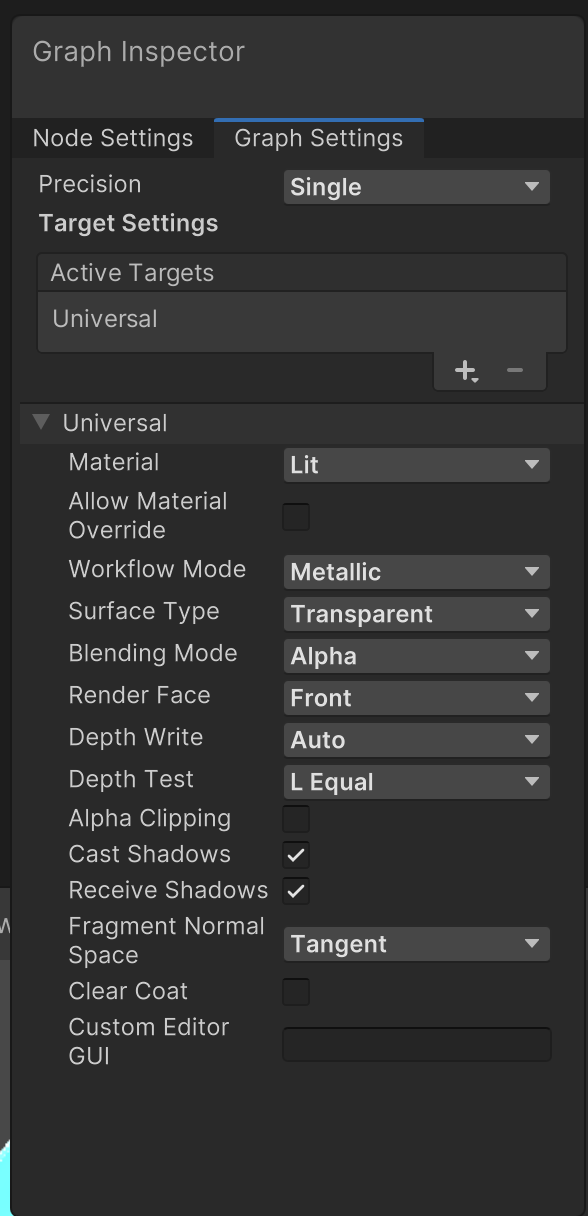 Graph Inspector
Node Settings
Graph Settings
Precision
Single
Target Settings
Active Targets
Universal
Universal
Material
Lit
Allow Material
Override
Workflow Mode
Metallic
Surface Type
Transparent
Blending Mode
Alpha
Render Face
Front
Depth Write
Auto
Depth Test
L Equal
Alpha Clipping
Cast Shadows
Receive Shadows
Fragment Normal
Space
Tangent
Clear Coat
Custom Editor
GUI